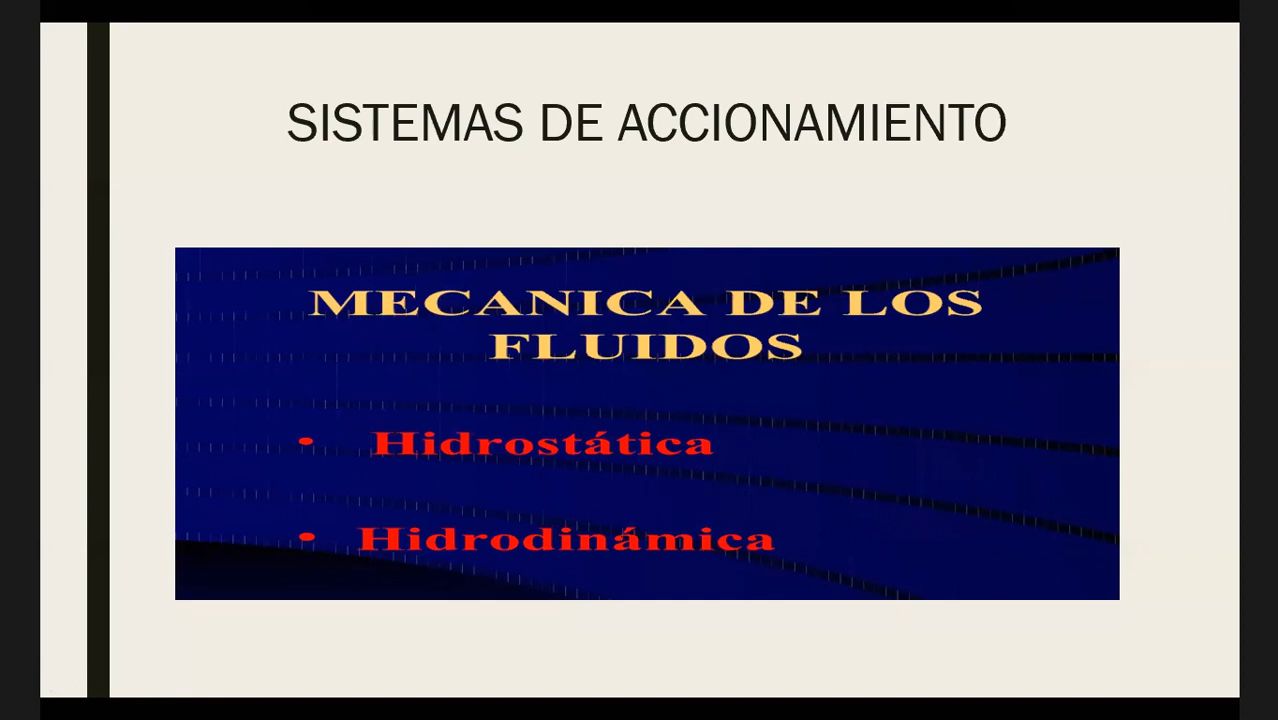 SISTEMAS DE ACCIONAMIENTO
MECANICA DE LOS
FLUIDOS
• Hidrostática
• Hidrodinámica